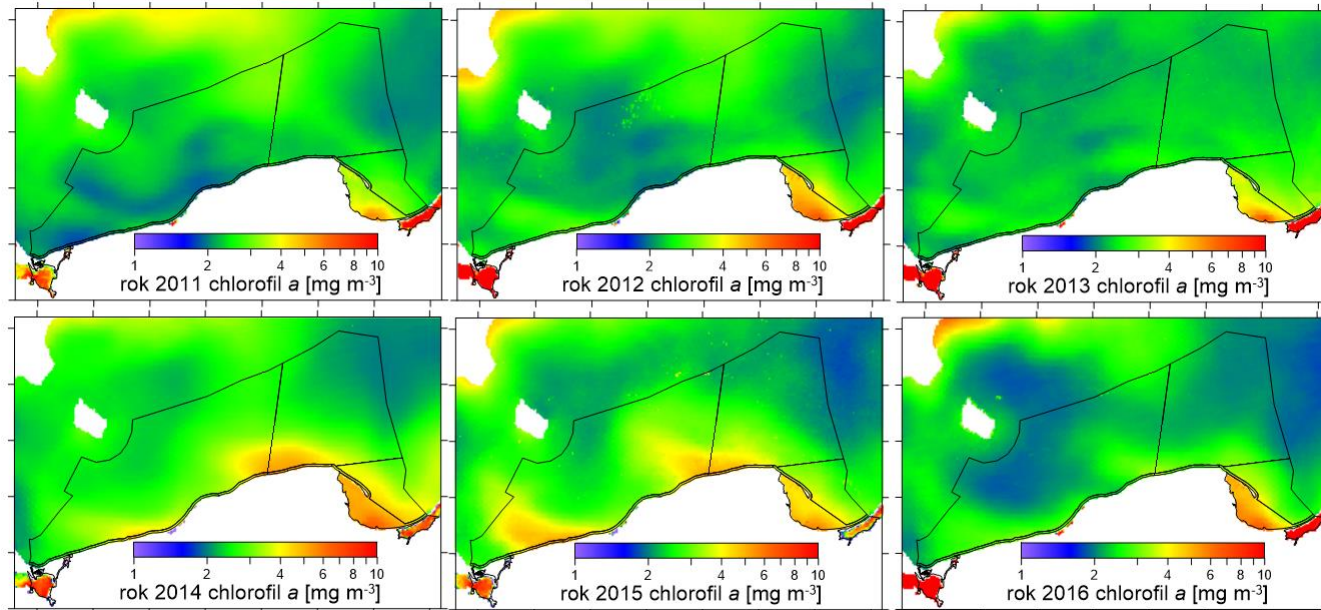 1 2 4 6 8 10
rok 2011 chlorofil a [mg m⁻³]
1 2 4 6 8 10
rok 2012 chlorofil a [mg m⁻³]
1 2 4 6 8 10
rok 2013 chlorofil a [mg m⁻³]
1 2 4 6 8 10
rok 2014 chlorofil a [mg m⁻³]
1 2 4 6 8 10
rok 2015 chlorofil a [mg m⁻³]
1 2 4 6 8 10
rok 2016 chlorofil a [mg m⁻³]